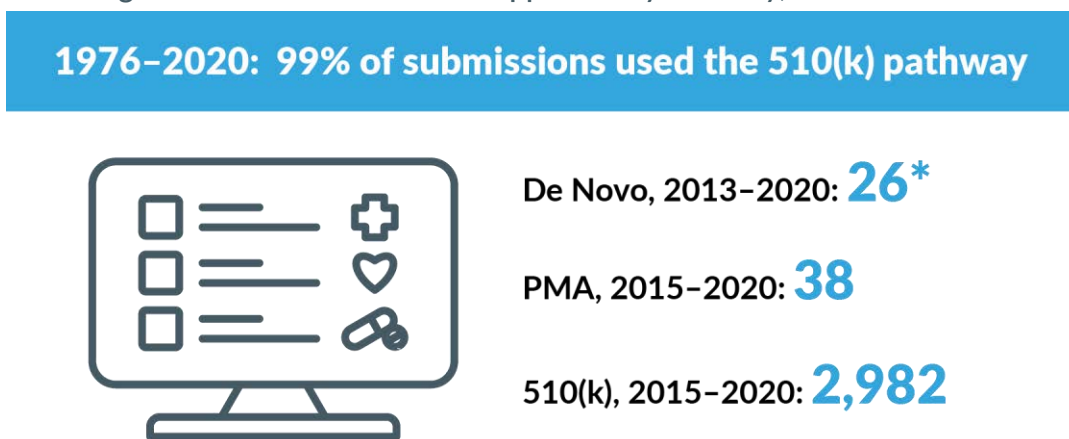 1976–2020: 99% of submissions used the 510(k) pathway
De Novo, 2013–2020: 26*
PMA, 2015–2020: 38
510(k), 2015–2020: 2,982